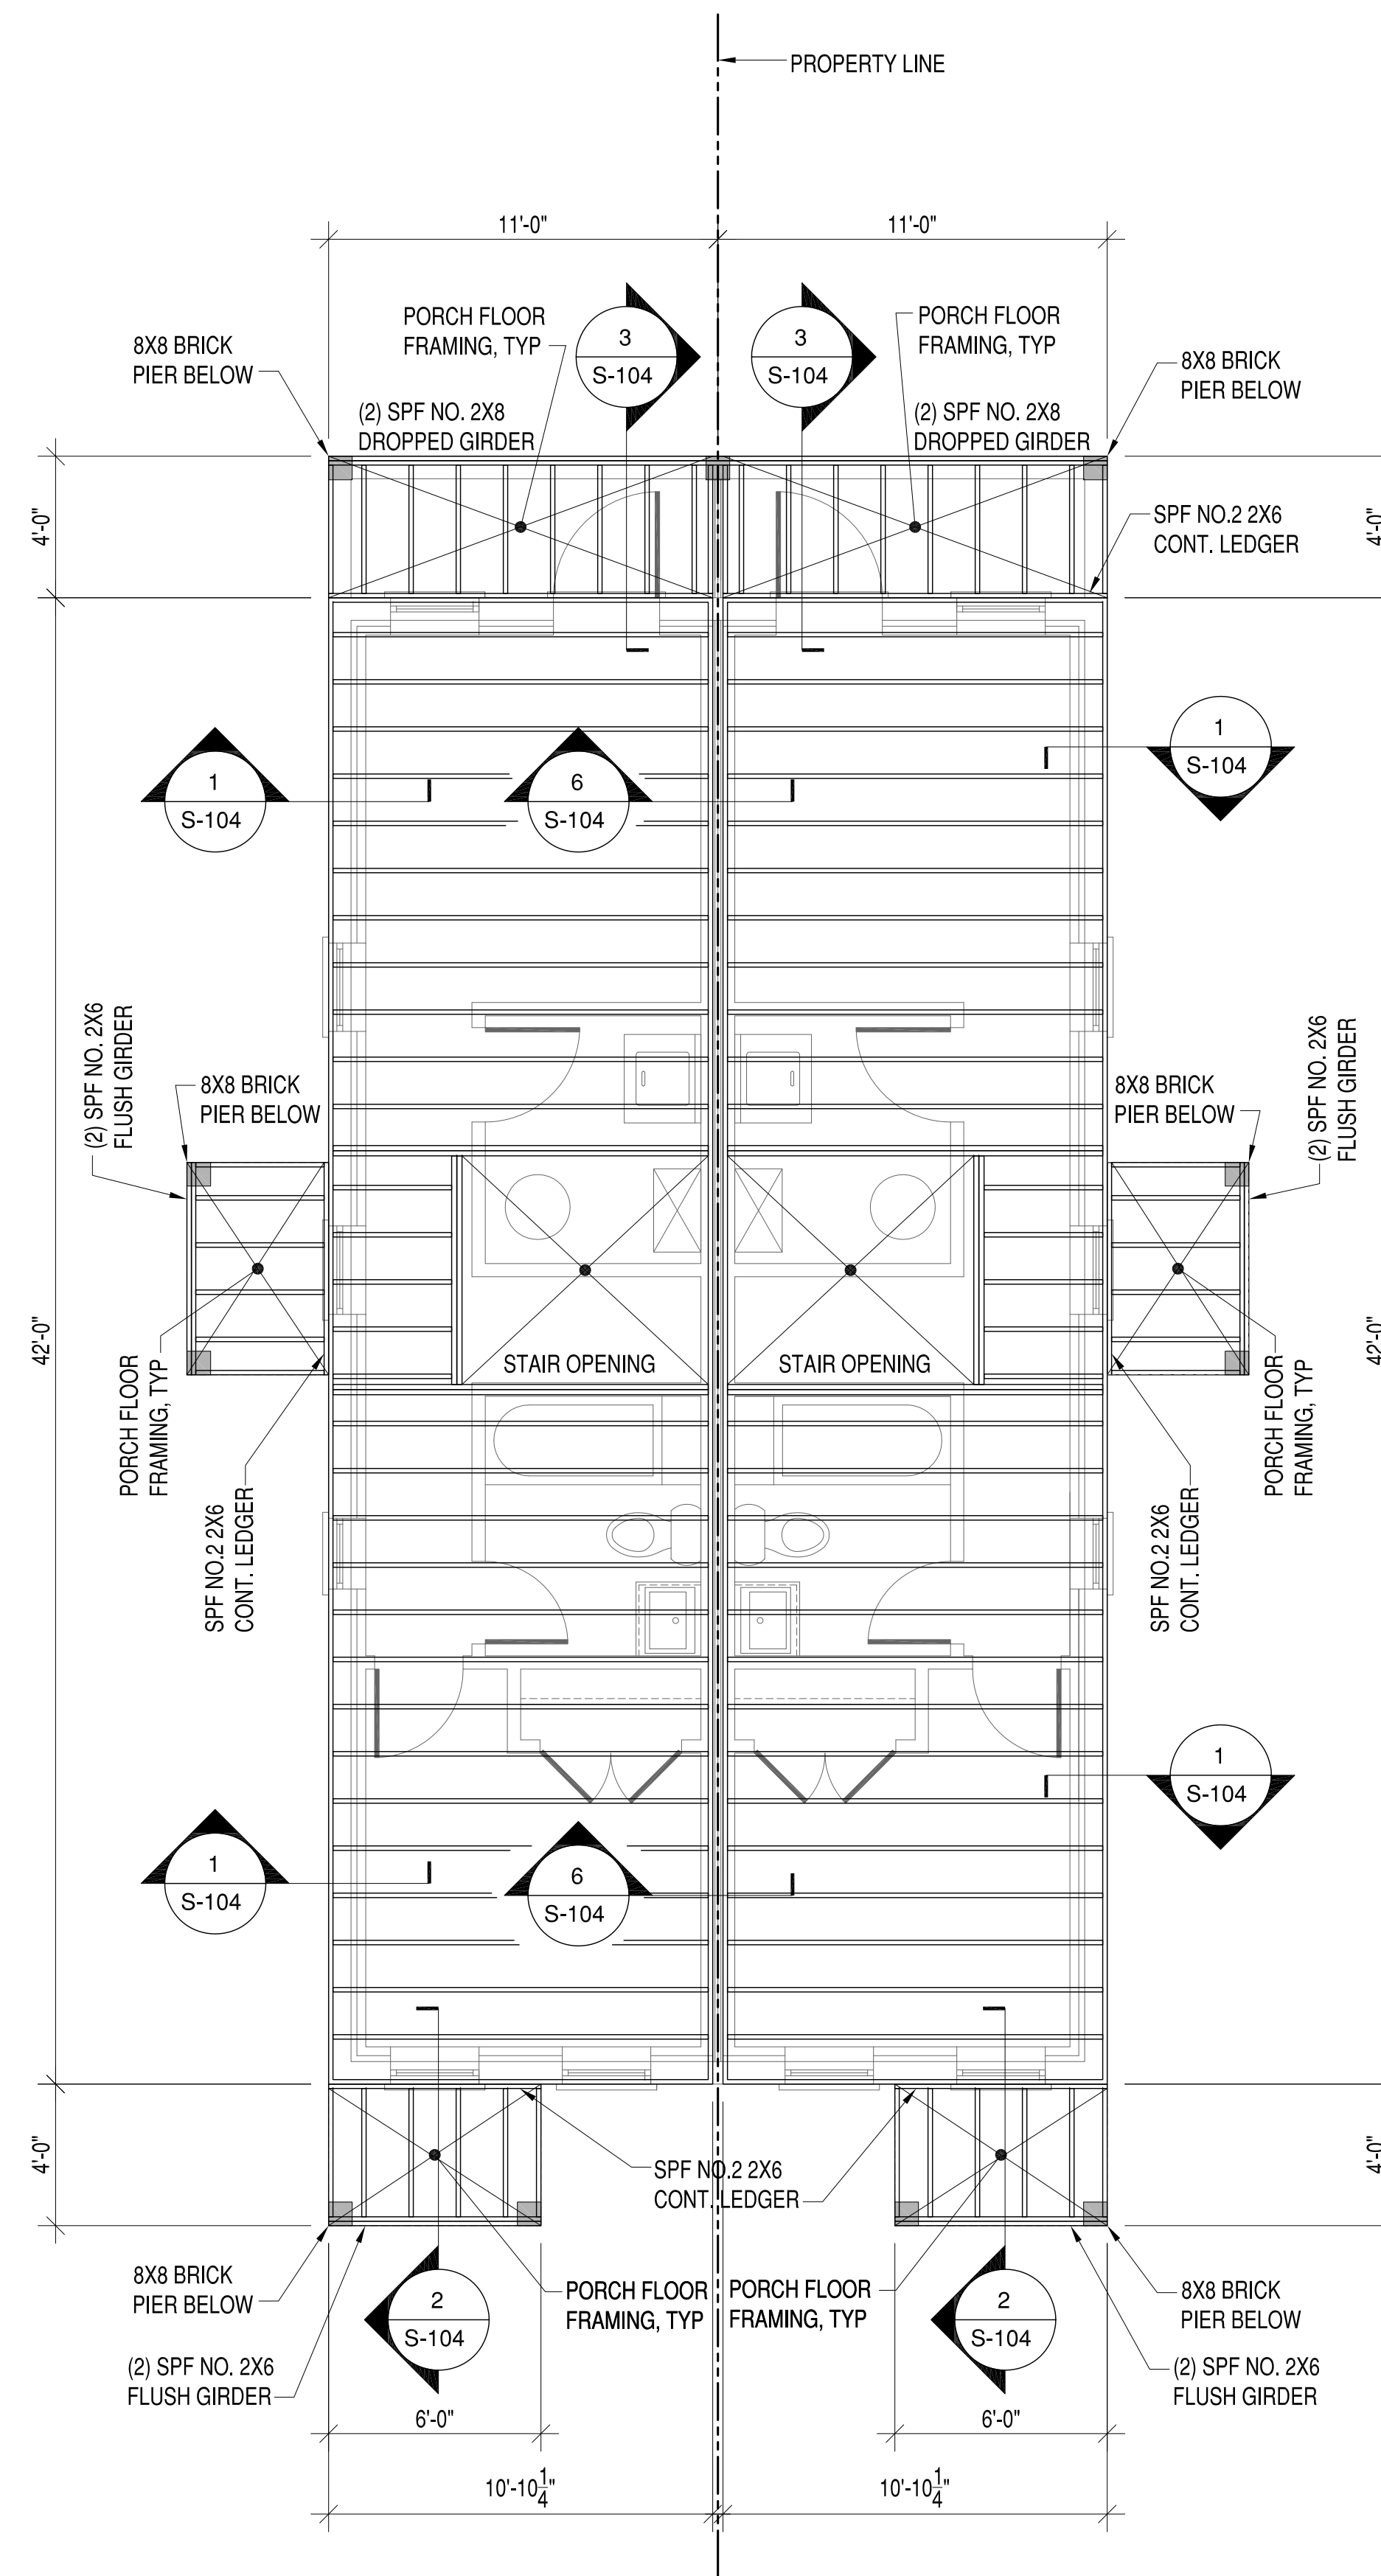 PROPERTY LINE
11'-0"
11'-0"
PORCH FLOOR
FRAMING, TYP
3
S-104
3
S-104
PORCH FLOOR
FRAMING, TYP
8X8 BRICK
PIER BELOW
8X8 BRICK
PIER BELOW
(2) SPF NO. 2X8
DROPPED GIRDER
(2) SPF NO. 2X8
DROPPED GIRDER
4'-0"
SPF NO.2 2X6
CONT. LEDGER
4'-0"
1
S-104
6
S-104
1
S-104
(2) SPF NO. 2X6
FLUSH GIRDER
8X8 BRICK
PIER BELOW
8X8 BRICK
PIER BELOW
(2) SPF NO. 2X6
FLUSH GIRDER
42'-0"
STAIR OPENING
STAIR OPENING
42'-0"
PORCH FLOOR
FRAMING, TYP
SPF NO.2 2X6
CONT. LEDGER
SPF NO.2 2X6
CONT. LEDGER
PORCH FLOOR
FRAMING, TYP
1
S-104
6
S-104
1
S-104
4'-0"
SPF NO.2 2X6
CONT. LEDGER
4'-0"
8X8 BRICK
PIER BELOW
2
S-104
PORCH FLOOR
FRAMING, TYP
PORCH FLOOR
FRAMING, TYP
2
S-104
8X8 BRICK
PIER BELOW
(2) SPF NO. 2X6
FLUSH GIRDER
(2) SPF NO. 2X6
FLUSH GIRDER
6'-0"
6'-0"
10'-10 1/4"
10'-10 1/4"